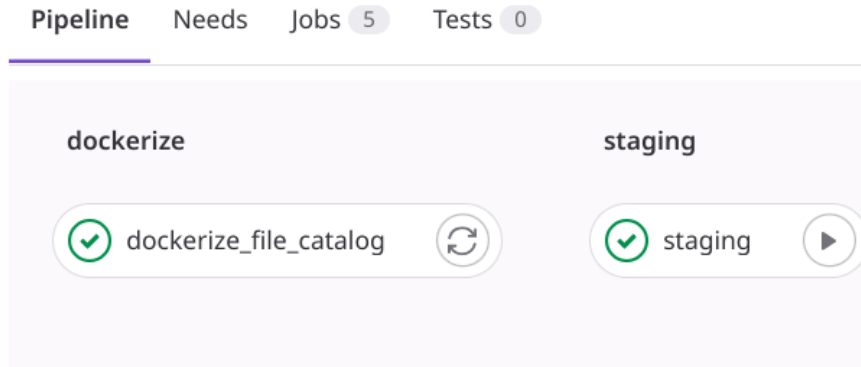 Pipeline Needs Jobs 5 Tests 0
dockerize staging
dockerize_file_catalog staging